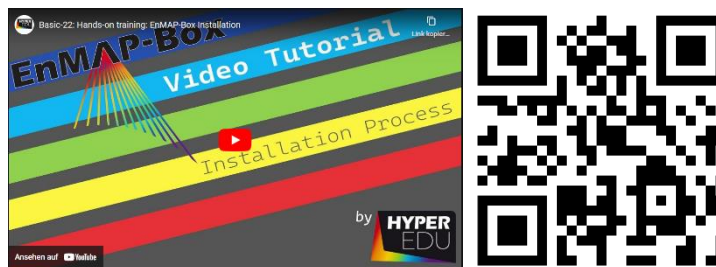 Basic-22: Hands-on training: EnMAP-Box Installation
Link kopier...
EnMAP-Box
Video Tutorial
Installation Process
by HYPER
EDU
Ansehen auf YouTube